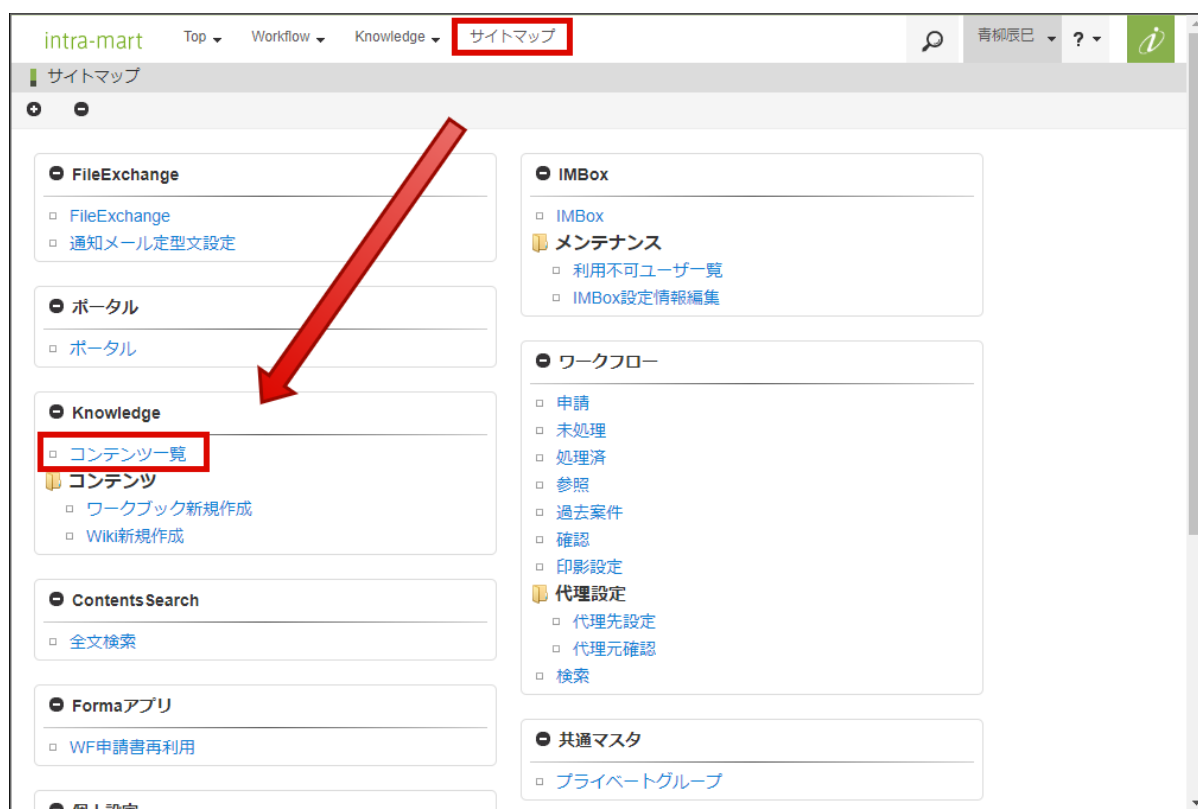 intra-mart Top Workflow Knowledge サイトマップ 青柳辰巳 ?
サイトマップ
FileExchange
FileExchange
通知メール定型文設定
ポータル
ポータル
Knowledge
コンテンツ一覧
コンテンツ
ワークブック新規作成
Wiki新規作成
ContentsSearch
全文検索
Formaアプリ
WF申請書再利用
個人設定
IMBox
IMBox
メンテナンス
利用不可ユーザ一覧
IMBox設定情報編集
ワークフロー
申請
未処理
処理済
参照
過去案件
確認
印影設定
代理設定
代理先設定
代理元確認
検索
共通マスタ
プライベートグループ